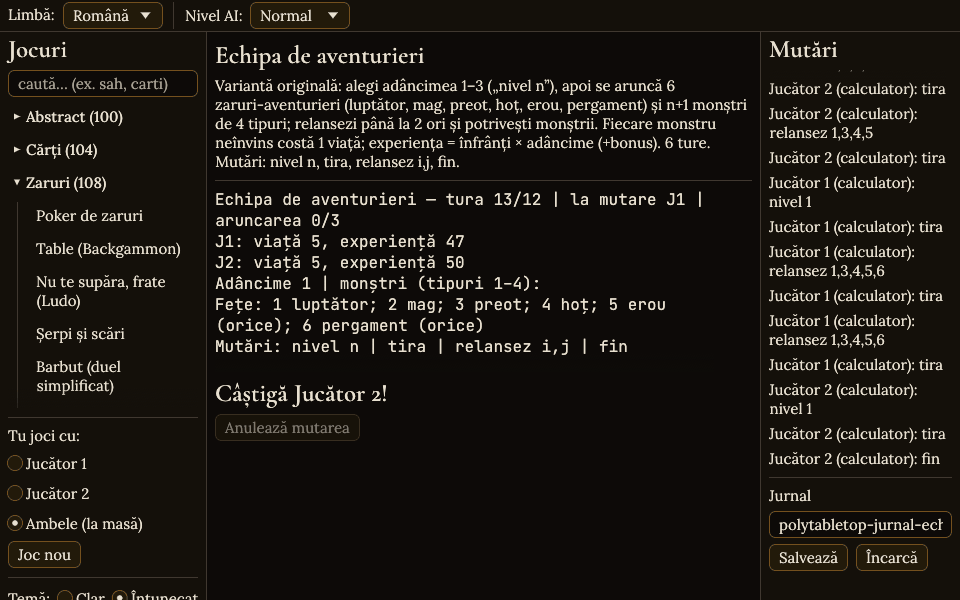 Limbă:
Română
Nivel AI:
Normal
Jocuri
caută... (ex. sah, carti)
Abstract (100)
Cărți (104)
Zaruri (108)
Poker de zaruri
Table (Backgammon)
Nu te supăra, frate
(Ludo)
Șerpi și scări
Barbut (duel
simplificat)
Tu joci cu:
Jucător 1
Jucător 2
Ambele (la masă)
Joc nou
Temă:
Clar
Întunecat
Echipa de aventurieri
Variantă originală: alegi adâncimea 1–3 („nivel n”), apoi se aruncă 6
zaruri-aventurieri (luptător, mag, preot, hoț, erou, pergament) și n+1 monștri
de 4 tipuri; relansezi până la 2 ori și potrivești monștrii. Fiecare monstru
neînvins costă 1 viață; experiența = înfrânți × adâncime (+bonus). 6 ture.
Mutări: nivel n, tira, relansez i,j, fin.
Echipa de aventurieri — tura 13/12 | la mutare J1 |
aruncarea 0/3
J1: viață 5, experiență 47
J2: viață 5, experiență 50
Adâncime 1 | monștri (tipuri 1–4):
Fețe: 1 luptător; 2 mag; 3 preot; 4 hoț; 5 erou
(orice); 6 pergament (orice)
Mutări: nivel n | tira | relansez i,j | fin
Câștigă Jucător 2!
Anulează mutarea
Mutări
Jucător 2 (calculator): tira
Jucător 2 (calculator):
relansez 1,3,4,5
Jucător 2 (calculator): tira
Jucător 1 (calculator):
nivel 1
Jucător 1 (calculator): tira
Jucător 1 (calculator):
relansez 1,3,4,5,6
Jucător 1 (calculator): tira
Jucător 1 (calculator):
relansez 1,3,4,5,6
Jucător 1 (calculator): tira
Jucător 2 (calculator):
nivel 1
Jucător 2 (calculator): tira
Jucător 2 (calculator): fin
Jurnal
polytabletop-jurnal-ech
Salvează
Încarcă